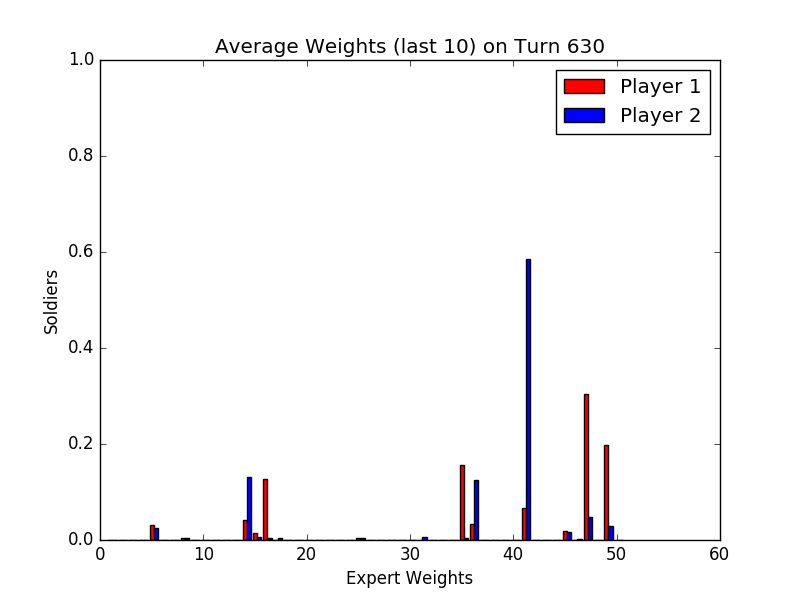 Average Weights (last 10) on Turn 630
Player 1
Player 2
1.0
0.8
0.6
0.4
0.2
0.0
Soldiers
0 10 20 30 40 50 60
Expert Weights